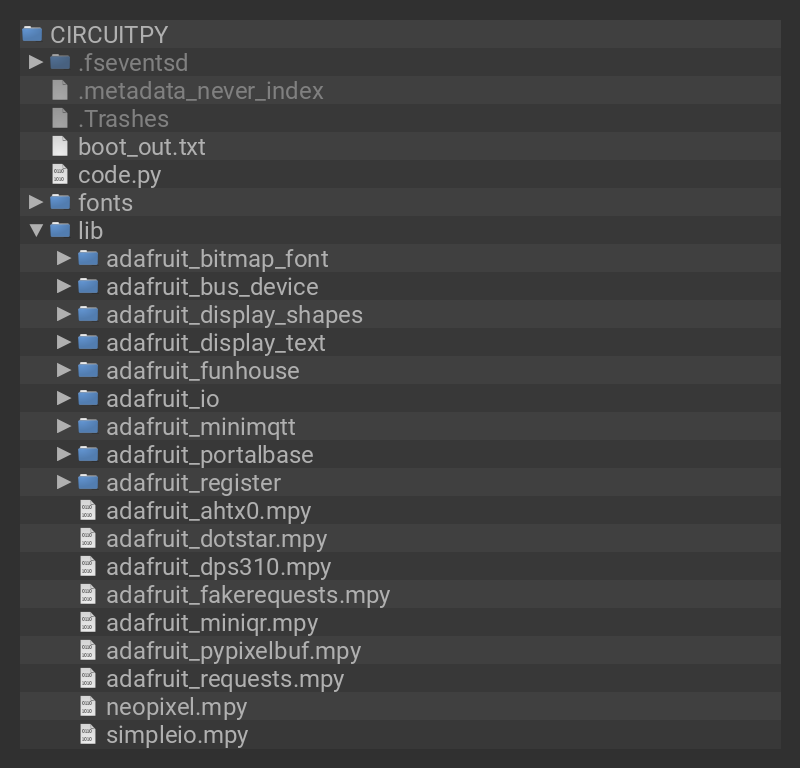 CIRCUITPY
.fseventsd
.metadata_never_index
.Trashes
boot_out.txt
code.py
fonts
lib
adafruit_bitmap_font
adafruit_bus_device
adafruit_display_shapes
adafruit_display_text
adafruit_funhouse
adafruit_io
adafruit_minimqtt
adafruit_portalbase
adafruit_register
adafruit_ahtx0.mpy
adafruit_dotstar.mpy
adafruit_dps310.mpy
adafruit_fakerequests.mpy
adafruit_miniqr.mpy
adafruit_pypixelbuf.mpy
adafruit_requests.mpy
neopixel.mpy
simpleio.mpy